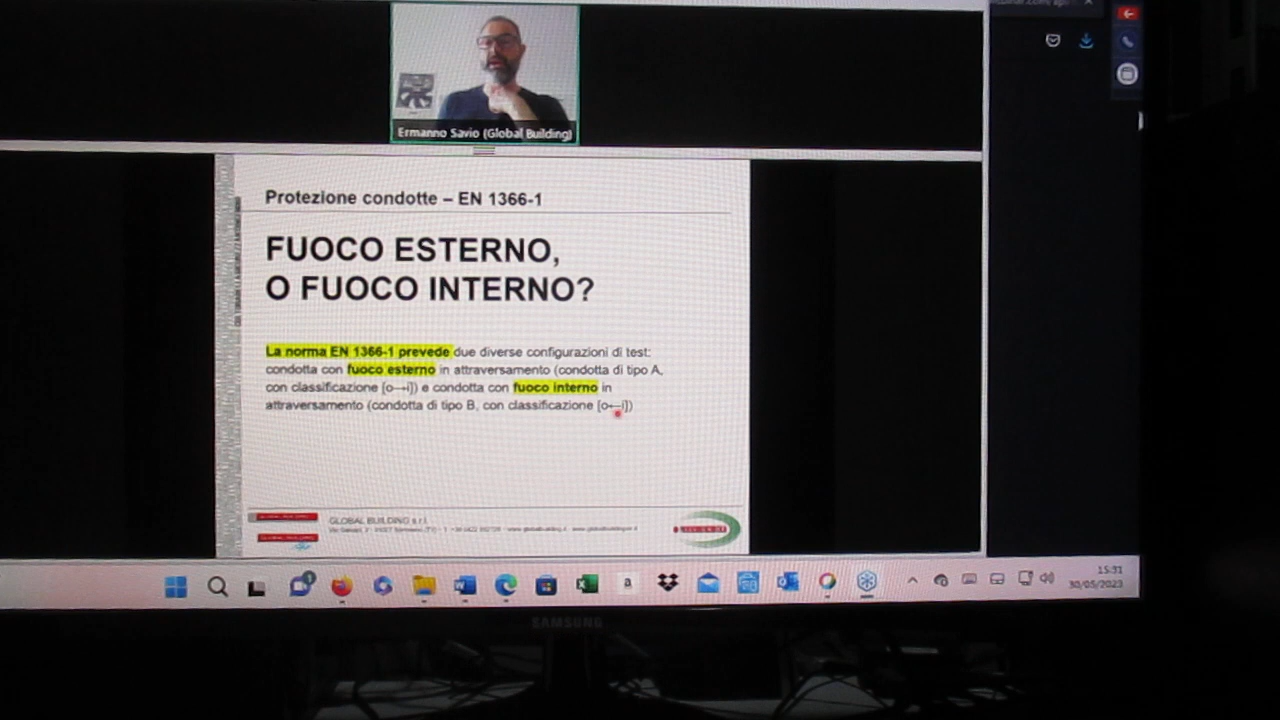 Ermanno Savio (Global Building)
Protezione condotte – EN 1366-1
FUOCO ESTERNO,
O FUOCO INTERNO?
La norma EN 1366-1 prevede due diverse configurazioni di test:
condotta con fuoco esterno in attraversamento (condotta di tipo A,
con classificazione [o→i]) e condotta con fuoco interno in
attraversamento (condotta di tipo B, con classificazione [o←i])
GLOBAL BUILDING s.r.l.
15:31
30/05/2023
SAMSUNG